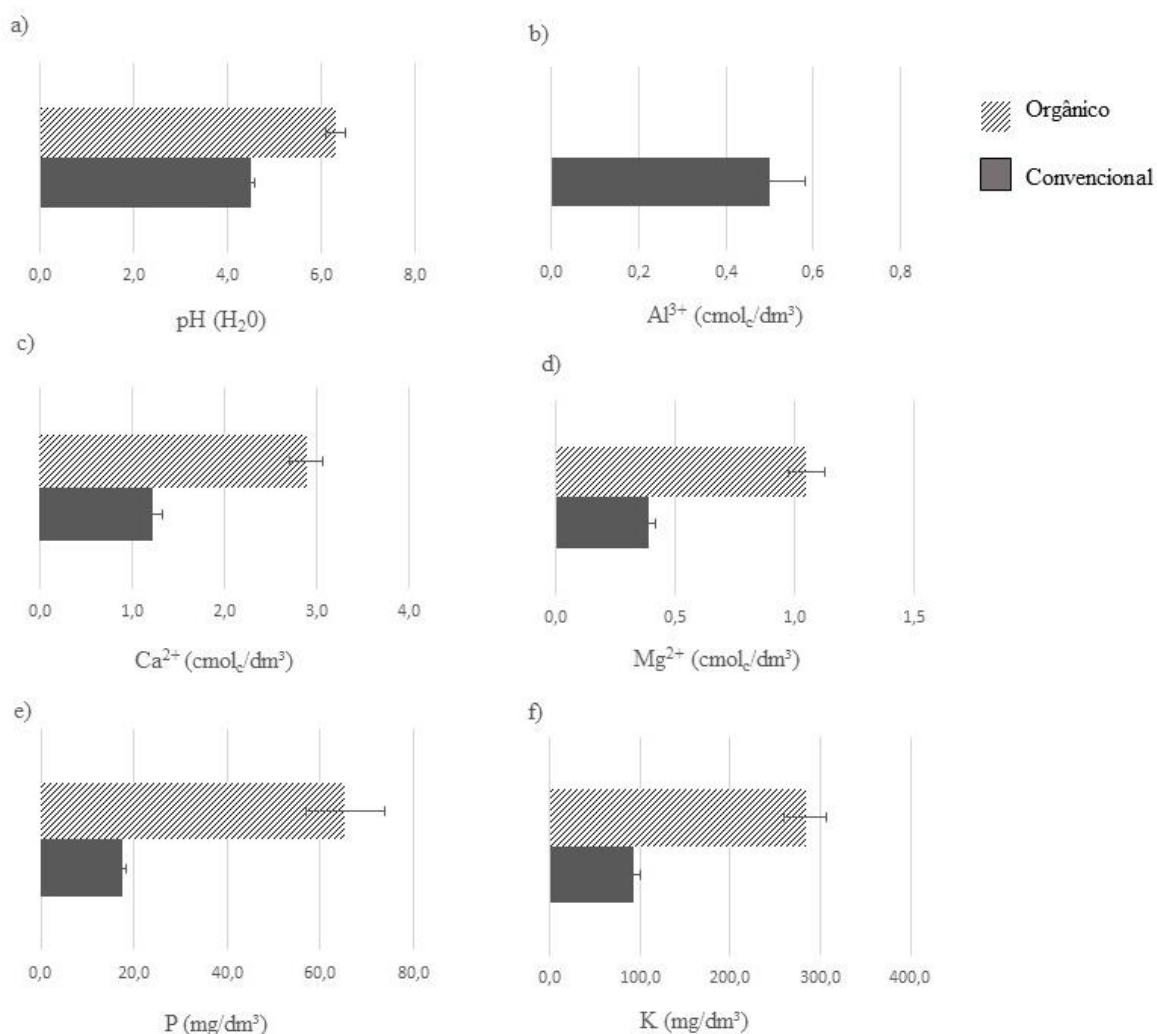 a)
0,0 2,0 4,0 6,0 8,0
pH (H₂0)
b)
0,0 0,2 0,4 0,6 0,8
Al³⁺ (cmol꜀/dm³)
Orgânico
Convencional
c)
0,0 1,0 2,0 3,0 4,0
Ca²⁺ (cmol꜀/dm³)
d)
0,0 0,5 1,0 1,5
Mg²⁺ (cmol꜀/dm³)
e)
0,0 20,0 40,0 60,0 80,0
P (mg/dm³)
f)
0,0 100,0 200,0 300,0 400,0
K (mg/dm³)